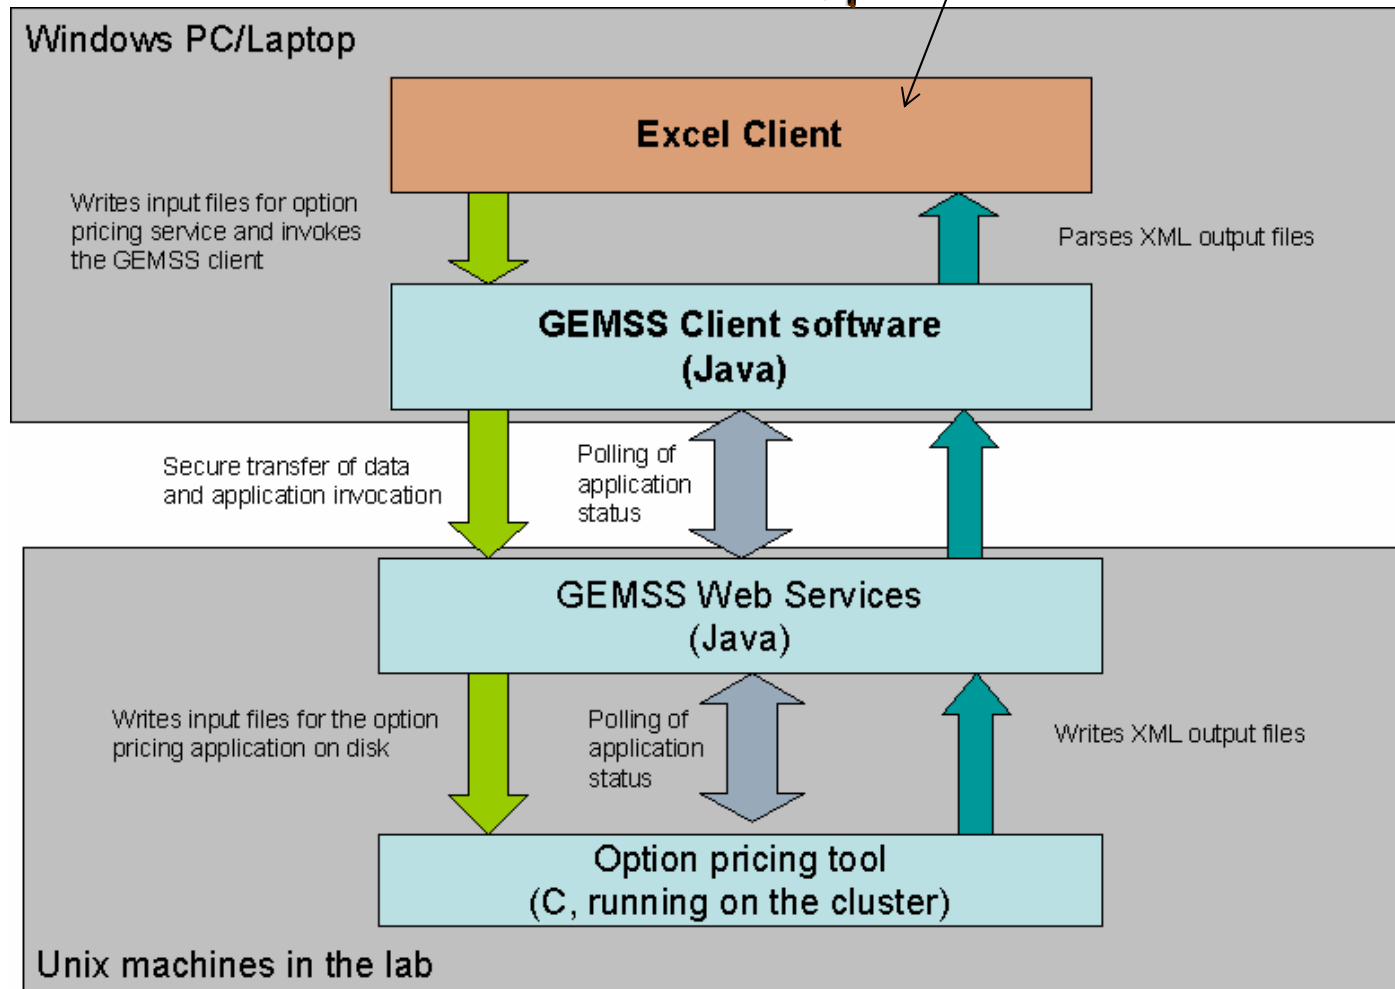 Windows PC/Laptop
Excel Client
Writes input files for option
pricing service and invokes
the GEMSS client
Parses XML output files
GEMSS Client software
(Java)
Secure transfer of data
and application invocation
Polling of
application
status
GEMSS Web Services
(Java)
Writes input files for the option
pricing application on disk
Polling of
application
status
Writes XML output files
Option pricing tool
(C, running on the cluster)
Unix machines in the lab